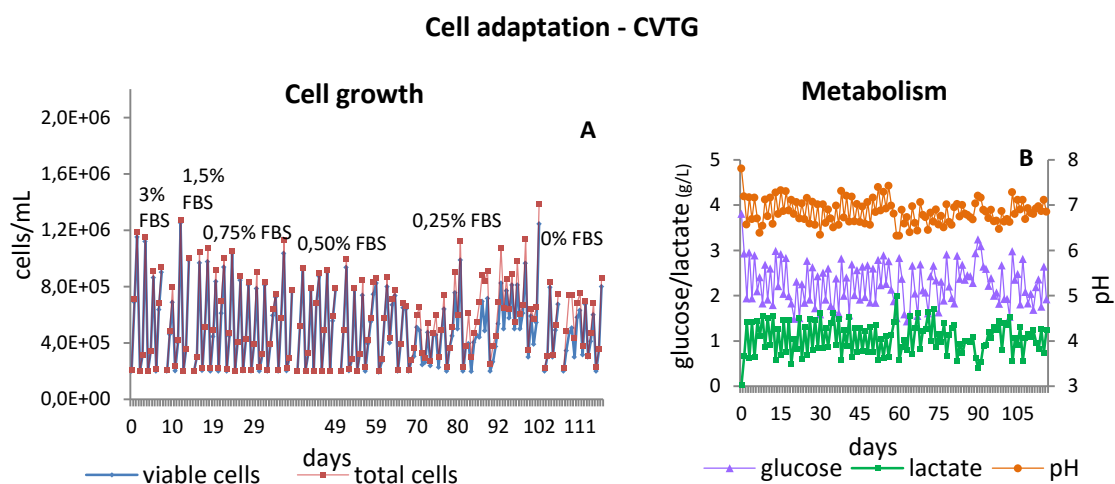 Cell adaptation - CVTG
Cell growth
A
cells/mL
2,0E+06
1,6E+06
1,2E+06
8,0E+05
4,0E+05
0,0E+00
3%
FBS
1,5%
FBS
0,75% FBS
0,50% FBS
0,25% FBS
0% FBS
0 10 19 29 49 59 69 80 92 102 111
days
viable cells total cells
Metabolism
B
glucose/lactate (g/L)
5
4
3
2
1
0
8
7
6
5
4
3
pH
0 15 30 45 60 75 90 105
days
glucose lactate pH